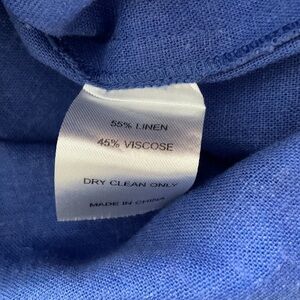 55% LINEN
45% VISCOSE
DRY CLEAN ONLY
MADE IN CHINA